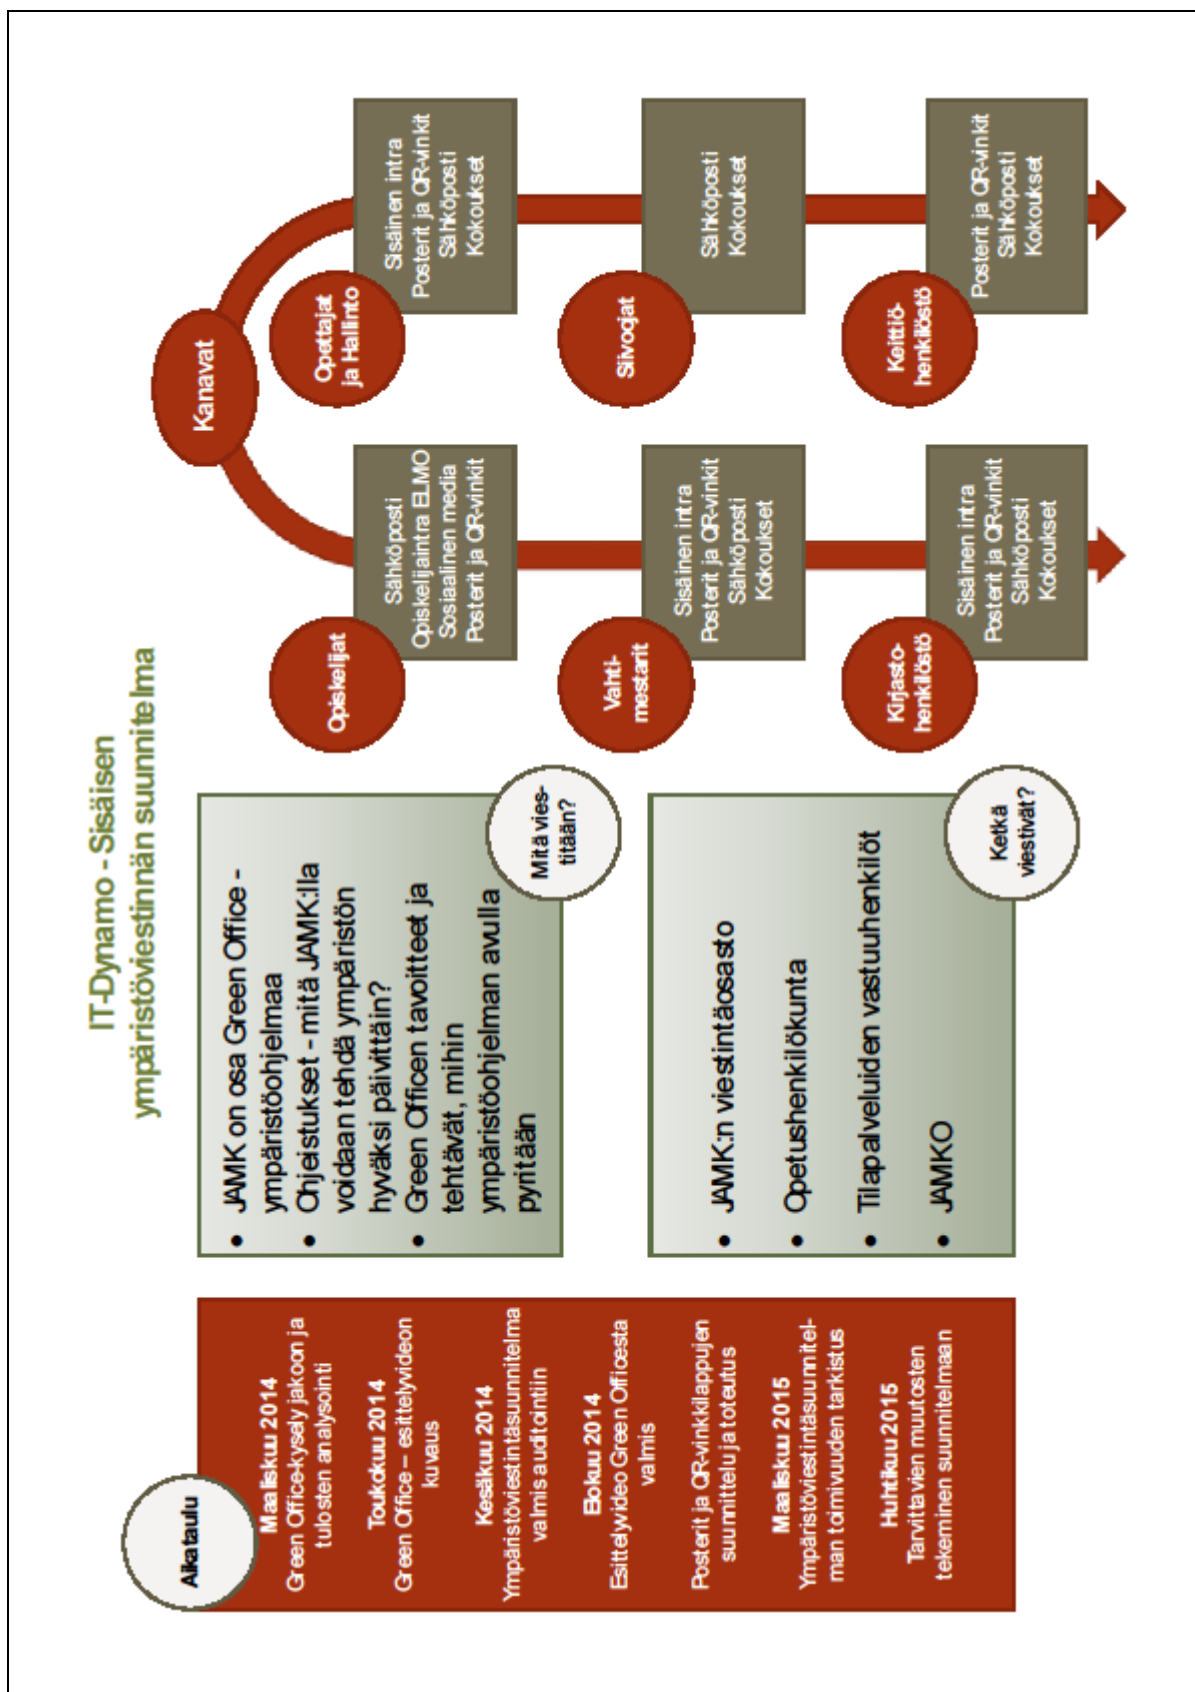 IT-Dynamo - Sisäisen
ympäristöviestinnän suunnitelma
Aikataulu
Maaliskuu 2014
Green Office-kysely jakoon ja
tulosten analysointi
Toukokuu 2014
Green Office – esittelyvideon
kuvaus
Kesäkuu 2014
Ympäristöviestintäsuunnitelma
valmis auditointiin
Elokuu 2014
Esittelyvideo Green Officesta
valmis
Posterit ja QR-vinkkilappujen
suunnittelu ja toteutus
Maaliskuu 2015
Ympäristöviestintäsuunnitel-
man toimivuuden tarkistus
Huhtikuu 2015
Tarvittavien muutosten
tekeminen suunnitelmaan
• JAMK on osa Green Office -
ympäristöohjelmaa
• Ohjeistukset - mitä JAMK:lla
voidaan tehdä ympäristön
hyväksi päivittäin?
• Green Officen tavoitteet ja
tehtävät, mihin
ympäristöohjelman avulla
pyritään
Mitä vies-
titään?
• JAMK:n viestintäosasto
• Opetushenkilökunta
• Tilapalveluiden vastuuhenkilöt
• JAMKO
Ketkä
viestivät?
Kanavat
Opiskelijat
Sähköposti
Opiskelijaintra ELMO
Sosiaalinen media
Posterit ja QR-vinkit
Vahti-
mestarit
Sisäinen intra
Posterit ja QR-vinkit
Sähköposti
Kokoukset
Kirjasto-
henkilöstö
Sisäinen intra
Posterit ja QR-vinkit
Sähköposti
Kokoukset
Opettajat
ja Hallinto
Sisäinen intra
Posterit ja QR-vinkit
Sähköposti
Kokoukset
Siivoojat
Sähköposti
Kokoukset
Keittiö-
henkilöstö
Posterit ja QR-vinkit
Sähköposti
Kokoukset